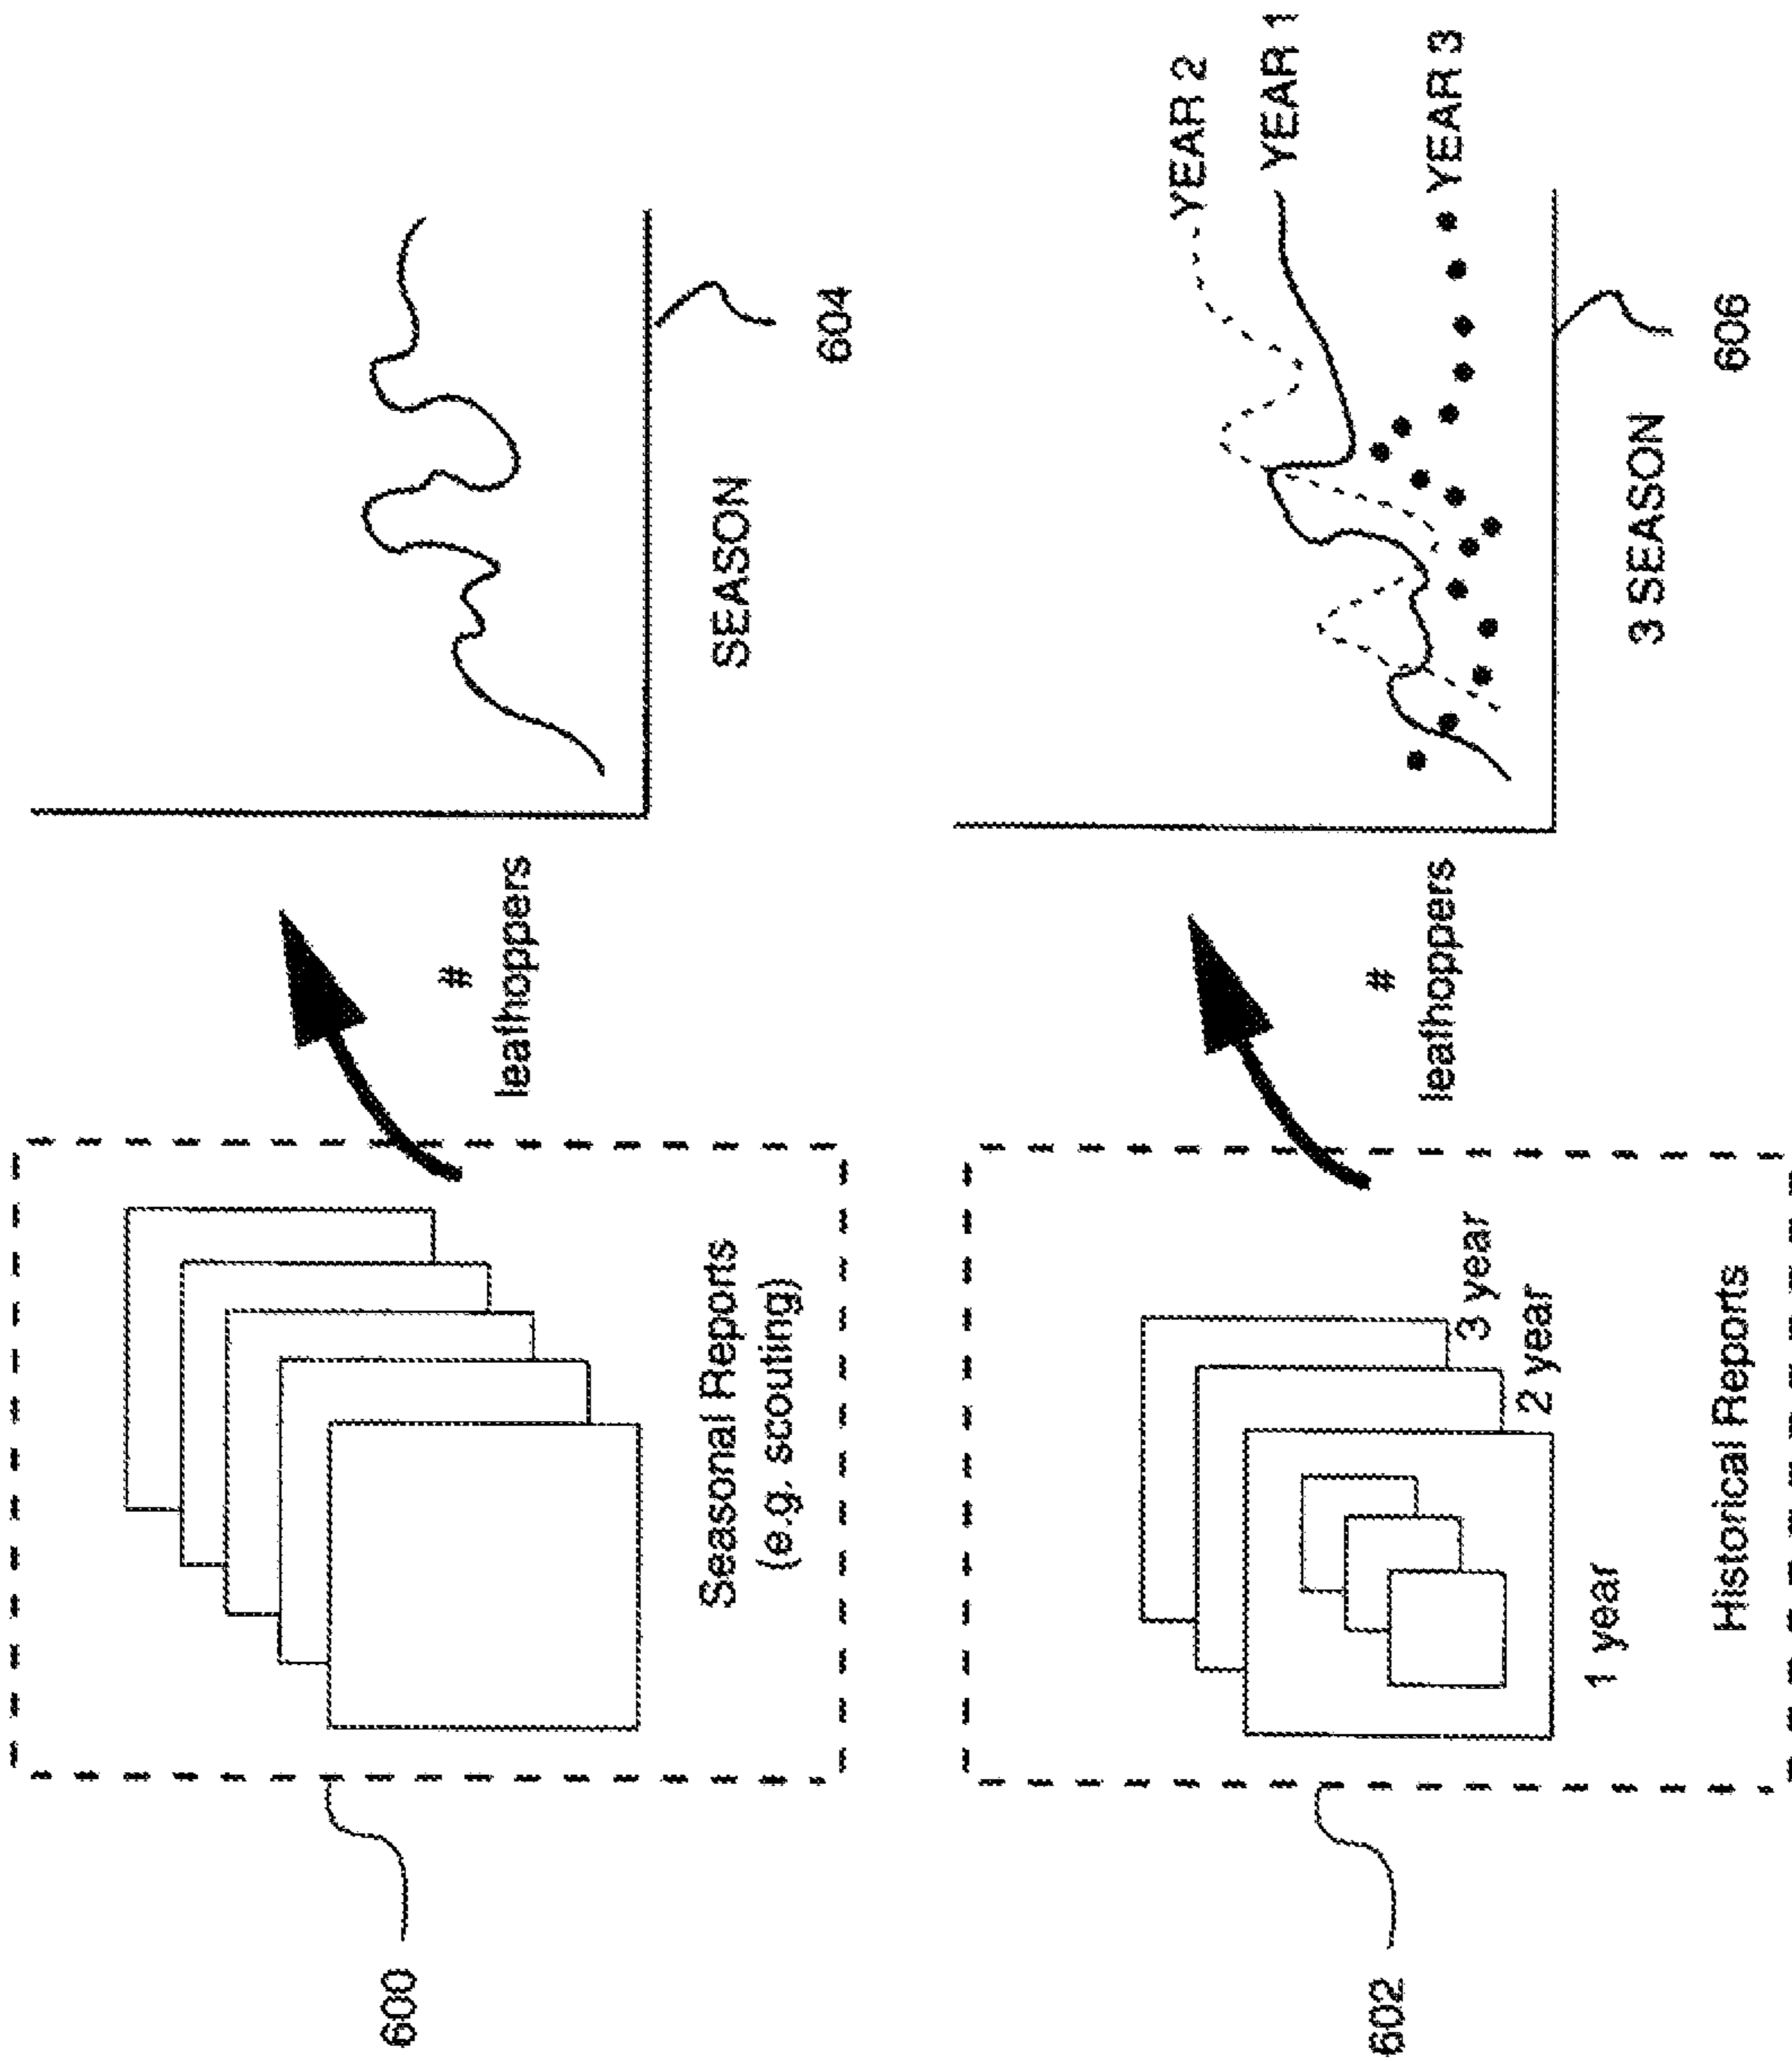 600
Seasonal Reports
(e.g. scouting)
#
leafhoppers
SEASON
604
602
1 year
2 year
3 year
Historical Reports
#
leafhoppers
YEAR 2
YEAR 1
YEAR 3
3 SEASON
606